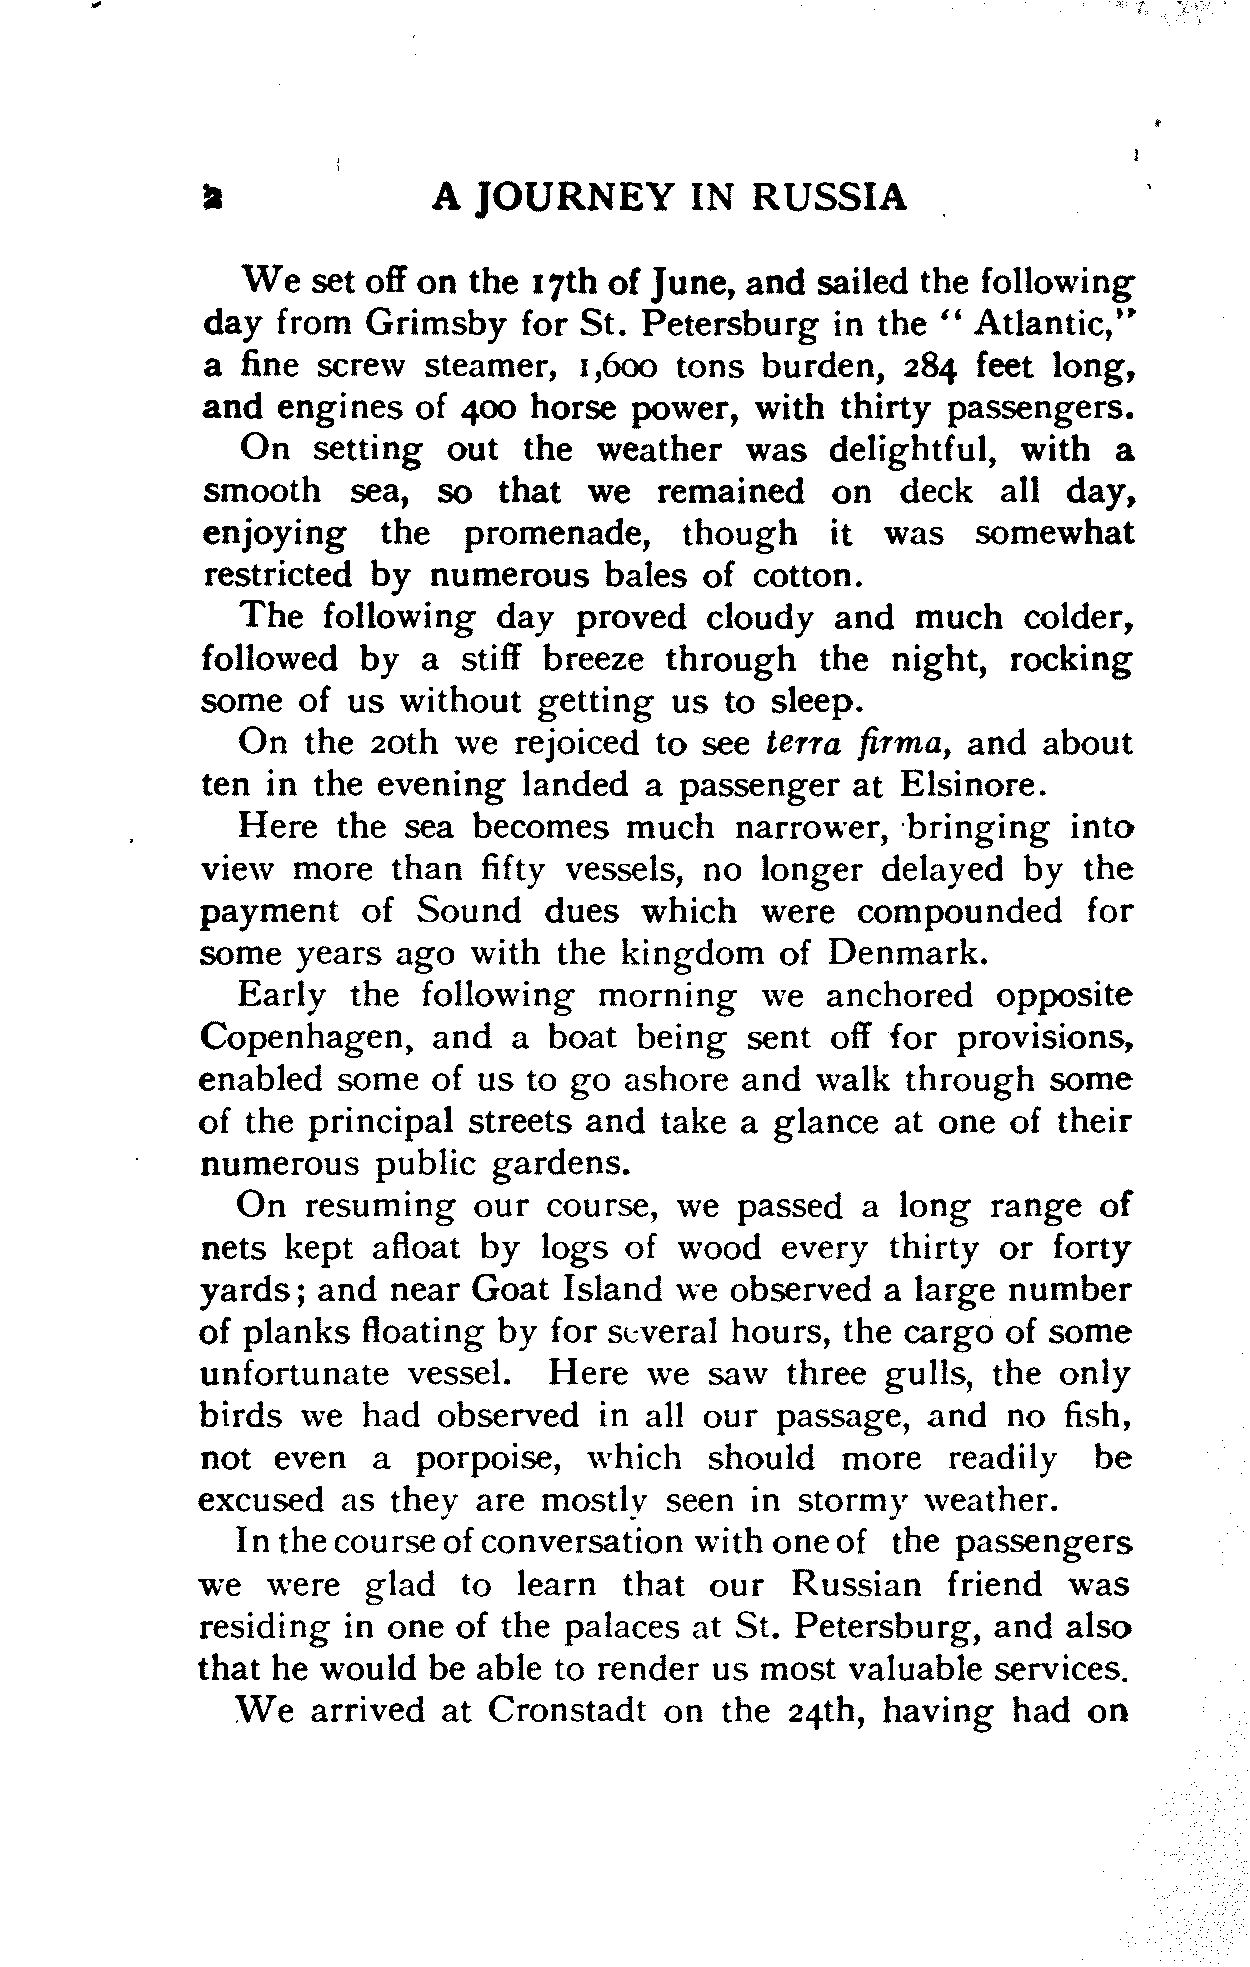 2 A JOURNEY IN RUSSIA
We set off on the 17th of June, and sailed the following
day from Grimsby for St. Petersburg in the “ Atlantic,”
a fine screw steamer, 1,600 tons burden, 284 feet long,
and engines of 400 horse power, with thirty passengers.
On setting out the weather was delightful, with a
smooth sea, so that we remained on deck all day,
enjoying the promenade, though it was somewhat
restricted by numerous bales of cotton.
The following day proved cloudy and much colder,
followed by a stiff breeze through the night, rocking
some of us without getting us to sleep.
On the 20th we rejoiced to see terra firma, and about
ten in the evening landed a passenger at Elsinore.
Here the sea becomes much narrower, bringing into
view more than fifty vessels, no longer delayed by the
payment of Sound dues which were compounded for
some years ago with the kingdom of Denmark.
Early the following morning we anchored opposite
Copenhagen, and a boat being sent off for provisions,
enabled some of us to go ashore and walk through some
of the principal streets and take a glance at one of their
numerous public gardens.
On resuming our course, we passed a long range of
nets kept afloat by logs of wood every thirty or forty
yards; and near Goat Island we observed a large number
of planks floating by for several hours, the cargo of some
unfortunate vessel. Here we saw three gulls, the only
birds we had observed in all our passage, and no fish,
not even a porpoise, which should more readily be
excused as they are mostly seen in stormy weather.
In the course of conversation with one of the passengers
we were glad to learn that our Russian friend was
residing in one of the palaces at St. Petersburg, and also
that he would be able to render us most valuable services.
We arrived at Cronstadt on the 24th, having had on